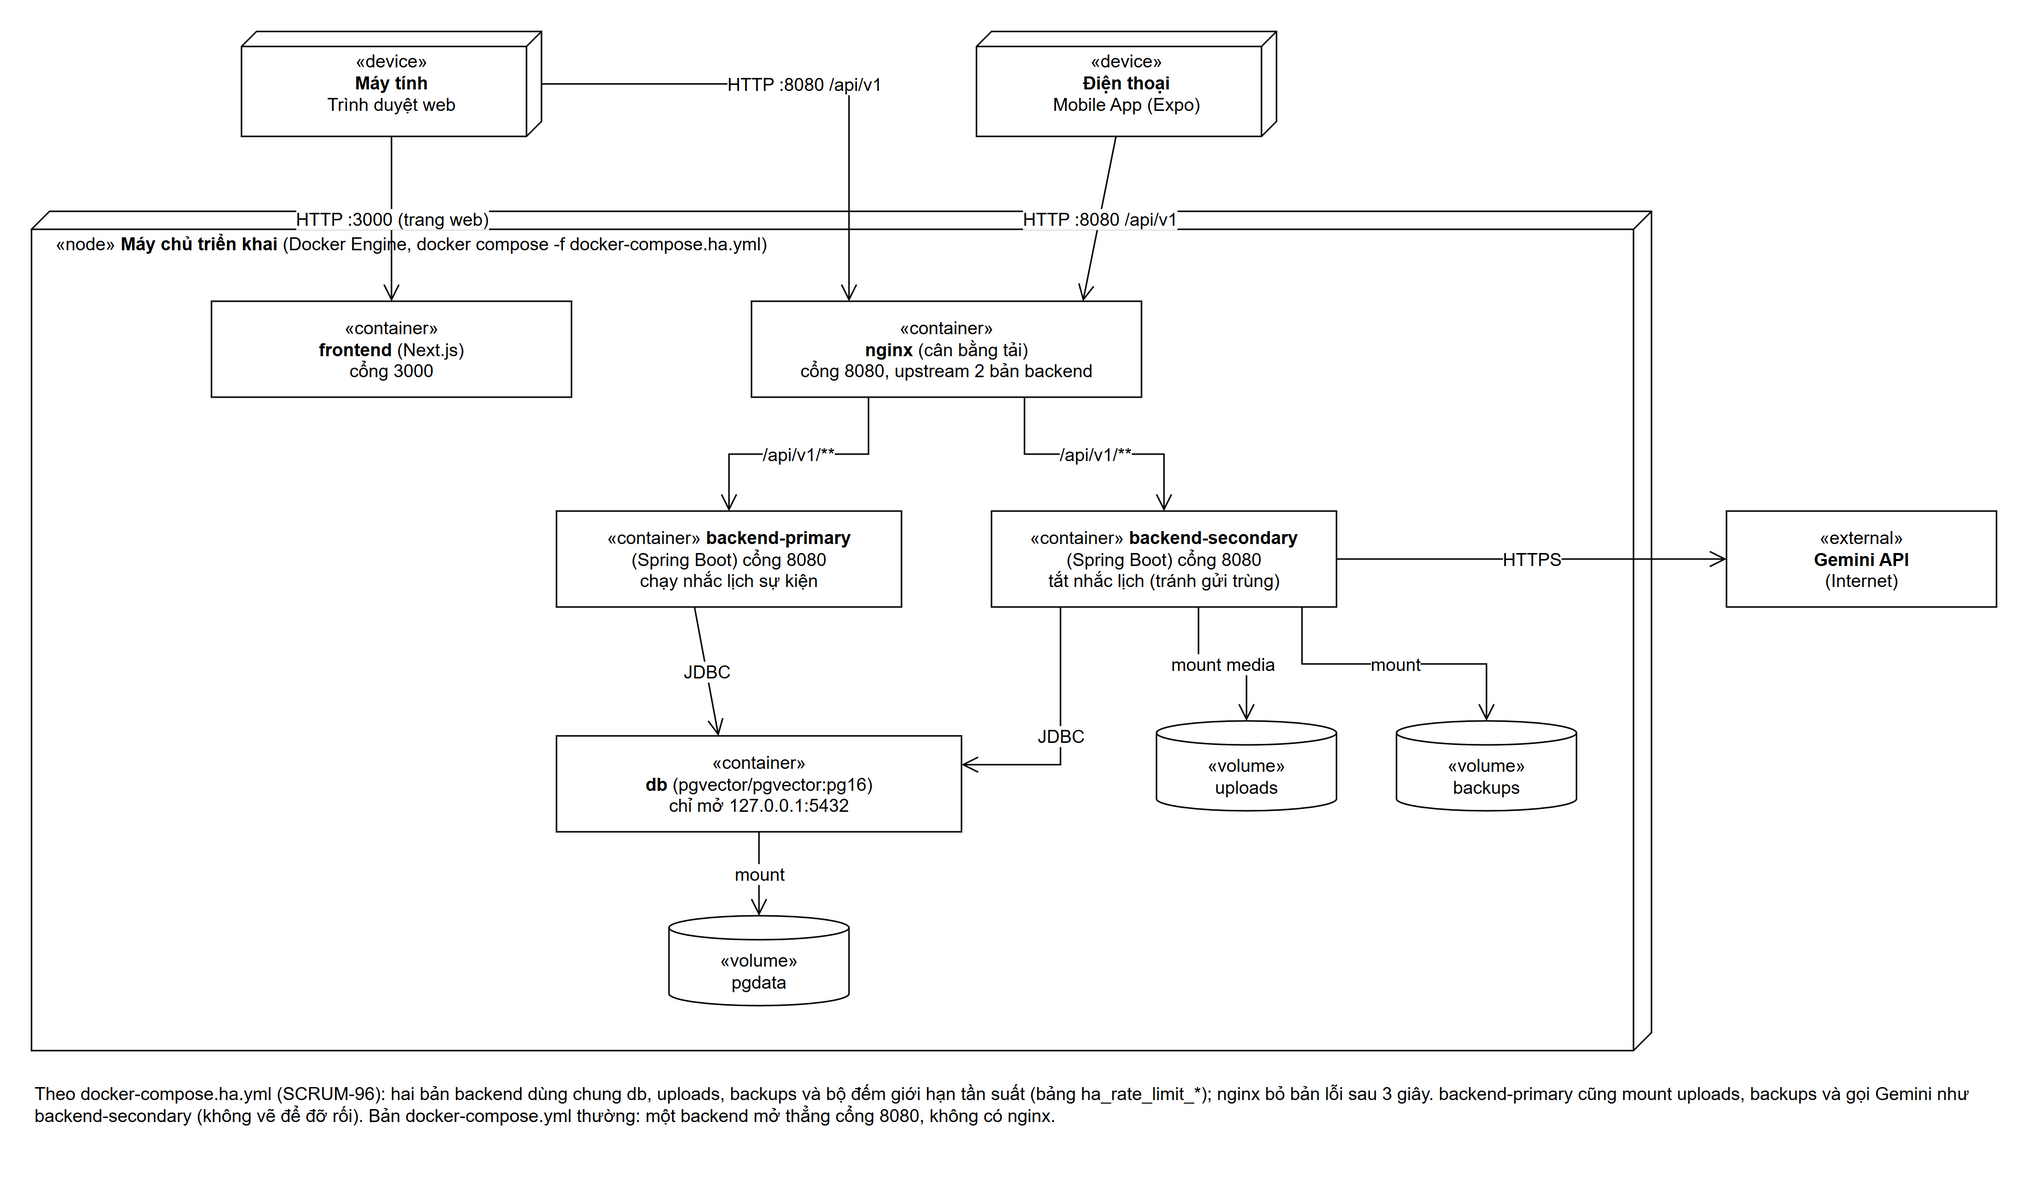 «device»
Máy tính
Trình duyệt web
HTTP :8080 /api/v1
«device»
Điện thoại
Mobile App (Expo)
HTTP :3000 (trang web)
HTTP :8080 /api/v1
«node» Máy chủ triển khai (Docker Engine, docker compose -f docker-compose.ha.yml)
«container»
frontend (Next.js)
cổng 3000
«container»
nginx (cân bằng tải)
cổng 8080, upstream 2 bản backend
/api/v1/**
/api/v1/**
«container» backend-primary
(Spring Boot) cổng 8080
chạy nhắc lịch sự kiện
«container» backend-secondary
(Spring Boot) cổng 8080
tắt nhắc lịch (tránh gửi trùng)
HTTPS
«external»
Gemini API
(Internet)
JDBC
mount media
mount
JDBC
«container»
db (pgvector/pgvector:pg16)
chỉ mở 127.0.0.1:5432
«volume»
uploads
«volume»
backups
mount
«volume»
pgdata
Theo docker-compose.ha.yml (SCRUM-96): hai bản backend dùng chung db, uploads, backups và bộ đếm giới hạn tần suất (bảng ha_rate_limit_*); nginx bỏ bản lỗi sau 3 giây. backend-primary cũng mount uploads, backups và gọi Gemini như
backend-secondary (không vẽ để đỡ rối). Bản docker-compose.yml thường: một backend mở thẳng cổng 8080, không có nginx.